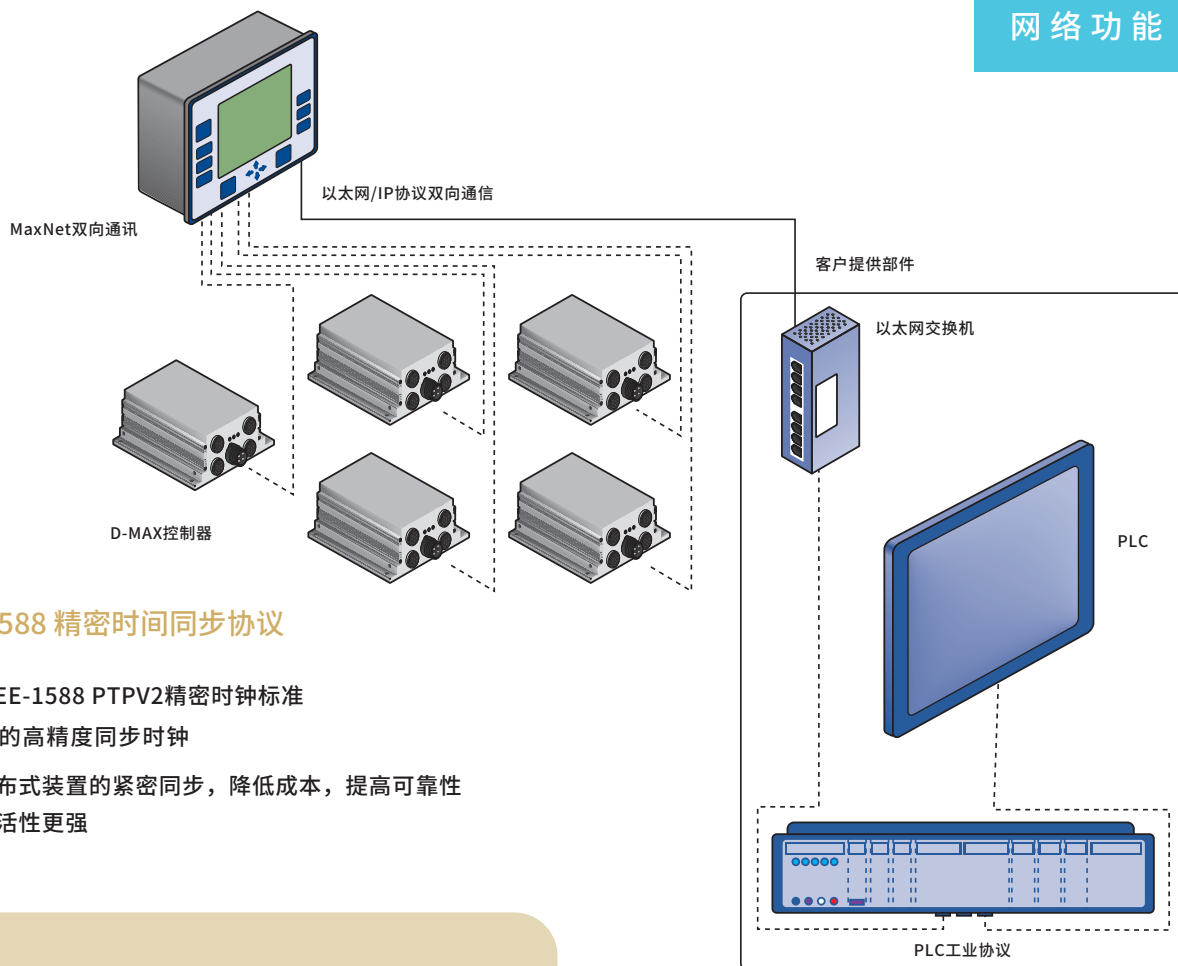 网络功能
以太网/IP协议双向通信
MaxNet双向通讯
客户提供部件
以太网交换机
D-MAX控制器
PLC
588 精密时间同步协议
EE-1588 PTPV2精密时钟标准
的高精度同步时钟
布式装置的紧密同步，降低成本，提高可靠性
活性更强
PLC工业协议